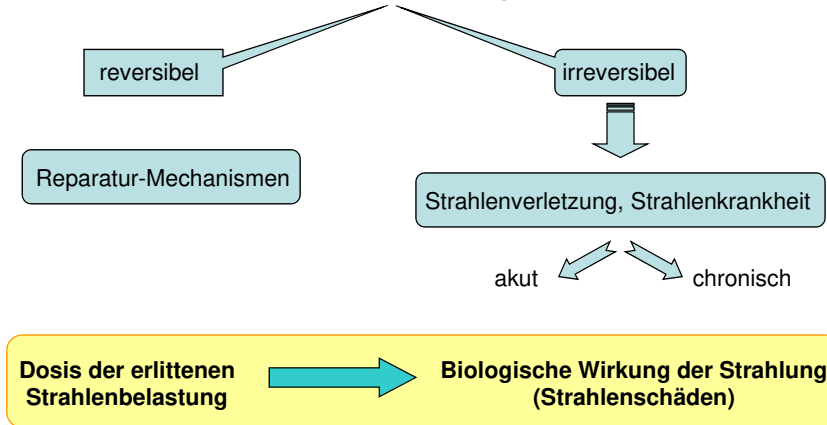 reversibel
irreversibel
Reparatur-Mechanismen
Strahlenverletzung, Strahlenkrankheit
akut
chronisch
Dosis der erlittenen
Strahlenbelastung
Biologische Wirkung der Strahlung
(Strahlenschäden)